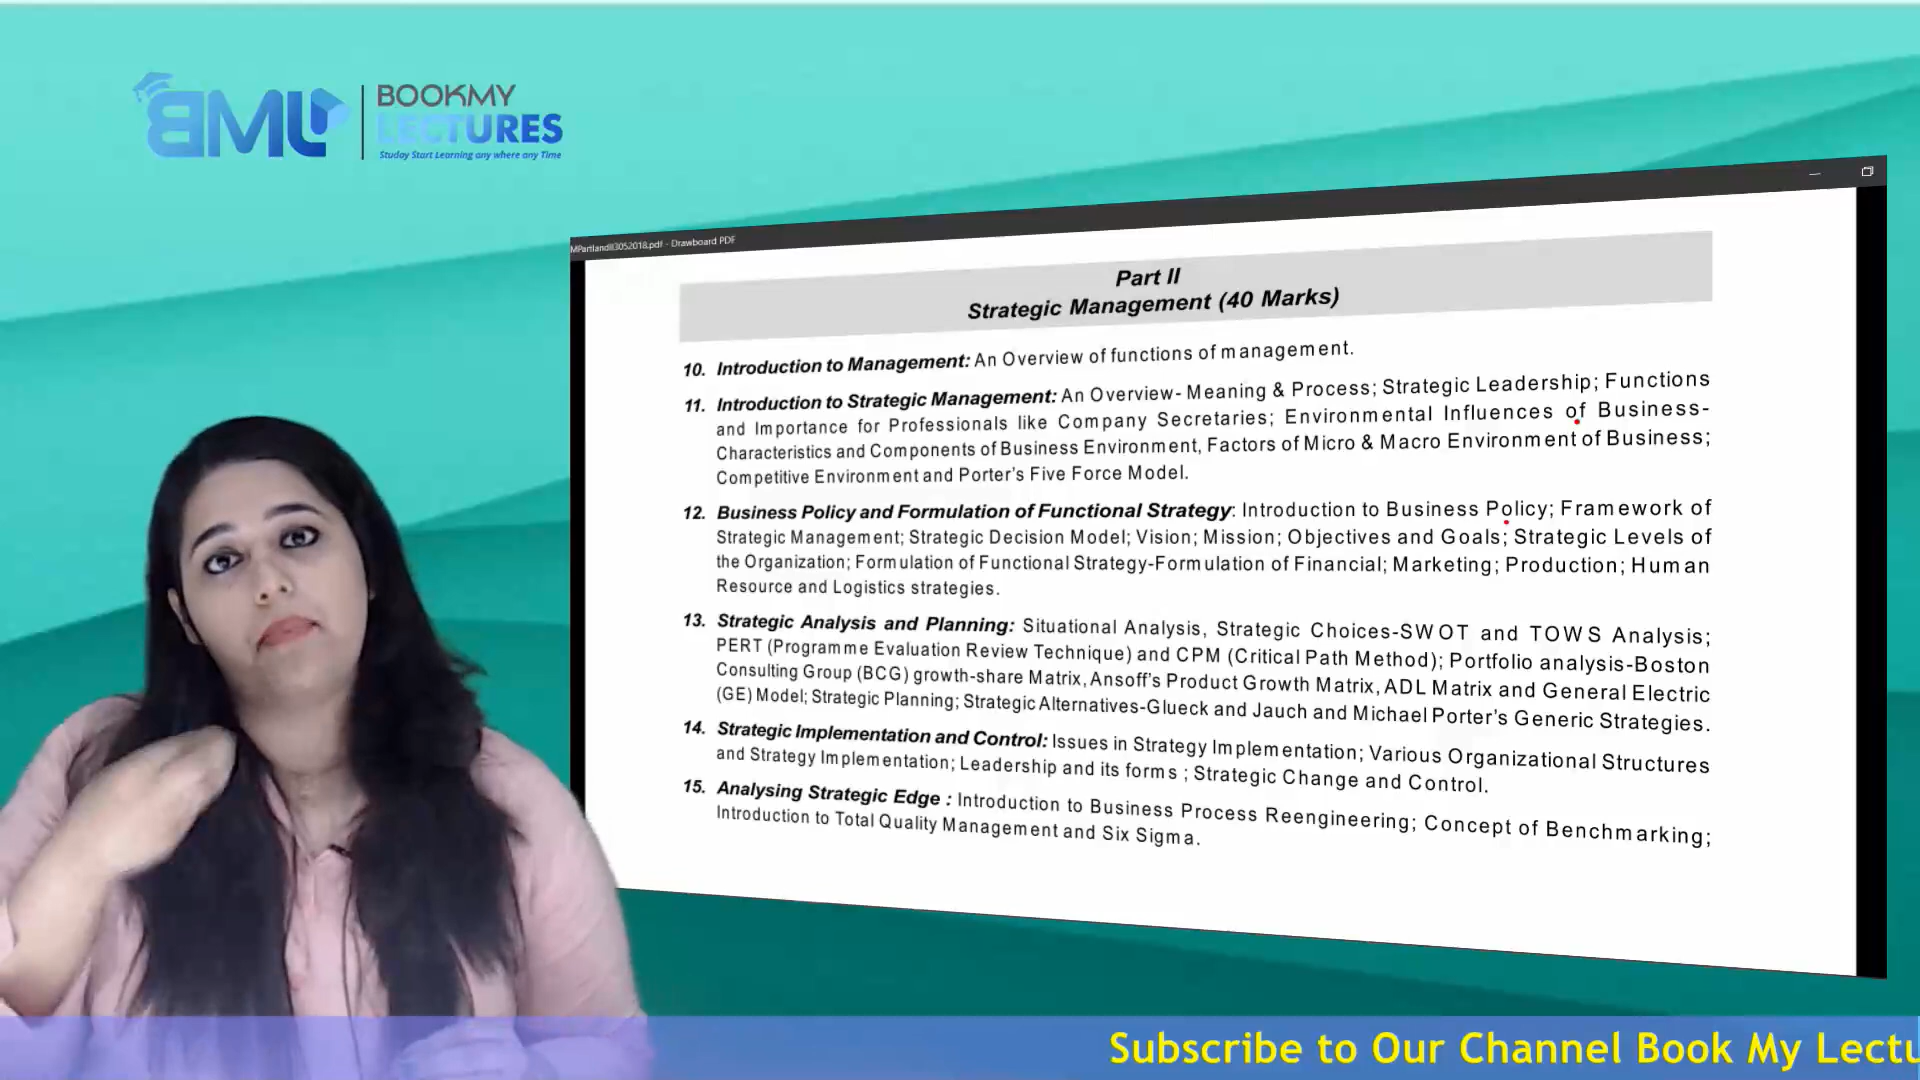 BML
BOOKMY
LECTURES
Studay Start Learning any where any Time
MPartIandII3052018.pdf - Drawboard PDF
Part II
Strategic Management (40 Marks)
10. Introduction to Management: An Overview of functions of management.
11. Introduction to Strategic Management: An Overview- Meaning & Process; Strategic Leadership; Functions
and Importance for Professionals like Company Secretaries; Environmental Influences of Business-
Characteristics and Components of Business Environment, Factors of Micro & Macro Environment of Business;
Competitive Environment and Porter's Five Force Model.
12. Business Policy and Formulation of Functional Strategy: Introduction to Business Policy; Framework of
Strategic Management; Strategic Decision Model; Vision; Mission; Objectives and Goals; Strategic Levels of
the Organization; Formulation of Functional Strategy-Formulation of Financial; Marketing; Production; Human
Resource and Logistics strategies.
13. Strategic Analysis and Planning: Situational Analysis, Strategic Choices-SWOT and TOWS Analysis;
PERT (Programme Evaluation Review Technique) and CPM (Critical Path Method); Portfolio analysis-Boston
Consulting Group (BCG) growth-share Matrix, Ansoff's Product Growth Matrix, ADL Matrix and General Electric
(GE) Model; Strategic Planning; Strategic Alternatives-Glueck and Jauch and Michael Porter's Generic Strategies.
14. Strategic Implementation and Control: Issues in Strategy Implementation; Various Organizational Structures
and Strategy Implementation; Leadership and its forms ; Strategic Change and Control.
15. Analysing Strategic Edge : Introduction to Business Process Reengineering; Concept of Benchmarking;
Introduction to Total Quality Management and Six Sigma.
Subscribe to Our Channel Book My Lectu